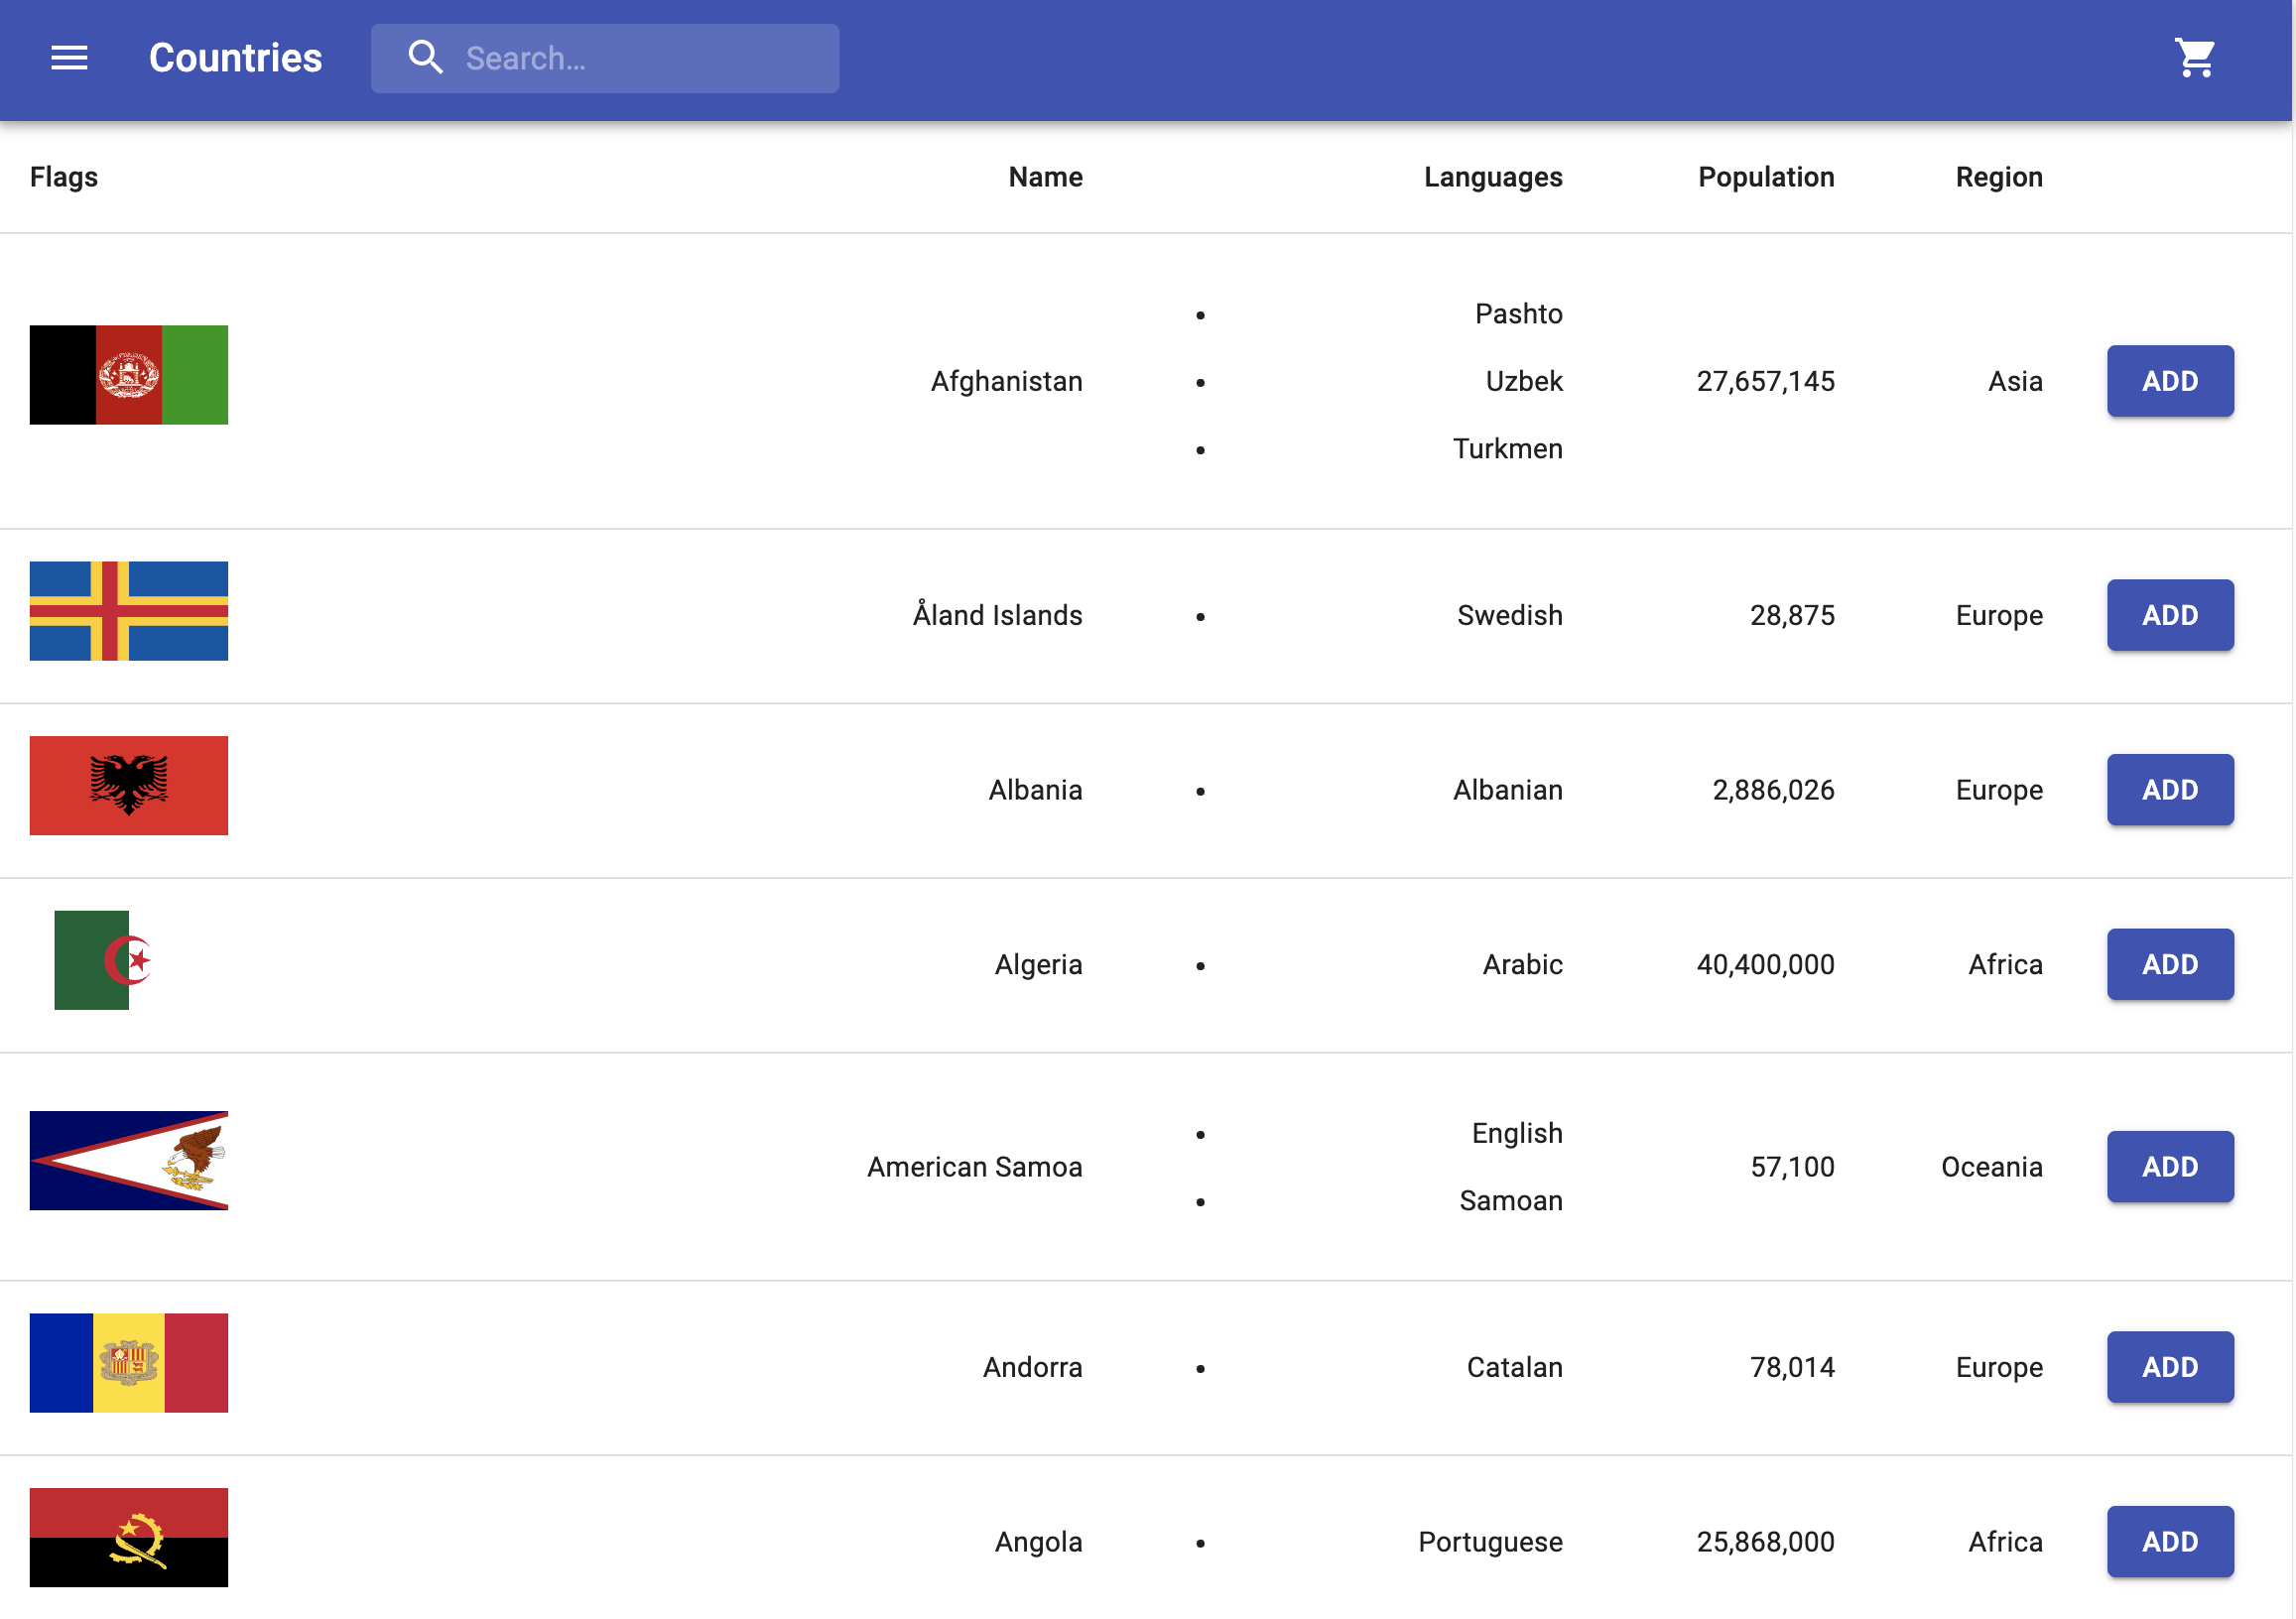 Countries Search...
Flags Name Languages Population Region
• Pashto
Afghanistan • Uzbek 27,657,145 Asia ADD
• Turkmen
Åland Islands • Swedish 28,875 Europe ADD
Albania • Albanian 2,886,026 Europe ADD
Algeria • Arabic 40,400,000 Africa ADD
• English
American Samoa 57,100 Oceania ADD
• Samoan
Andorra • Catalan 78,014 Europe ADD
Angola • Portuguese 25,868,000 Africa ADD